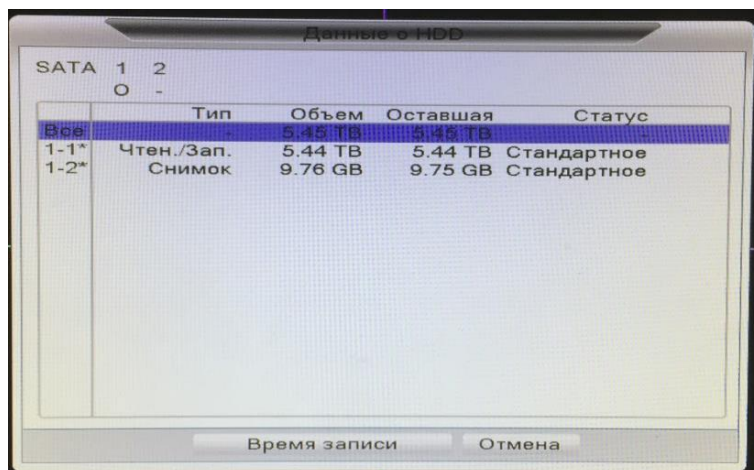 Данные о HDD
SATA 1 2
O -
Тип Объем Оставшая Статус
Все - 5.45 TB 5.45 TB -
1-1* Чтен./Зап. 5.44 TB 5.44 TB Стандартное
1-2* Снимок 9.76 GB 9.75 GB Стандартное
Время записи Отмена